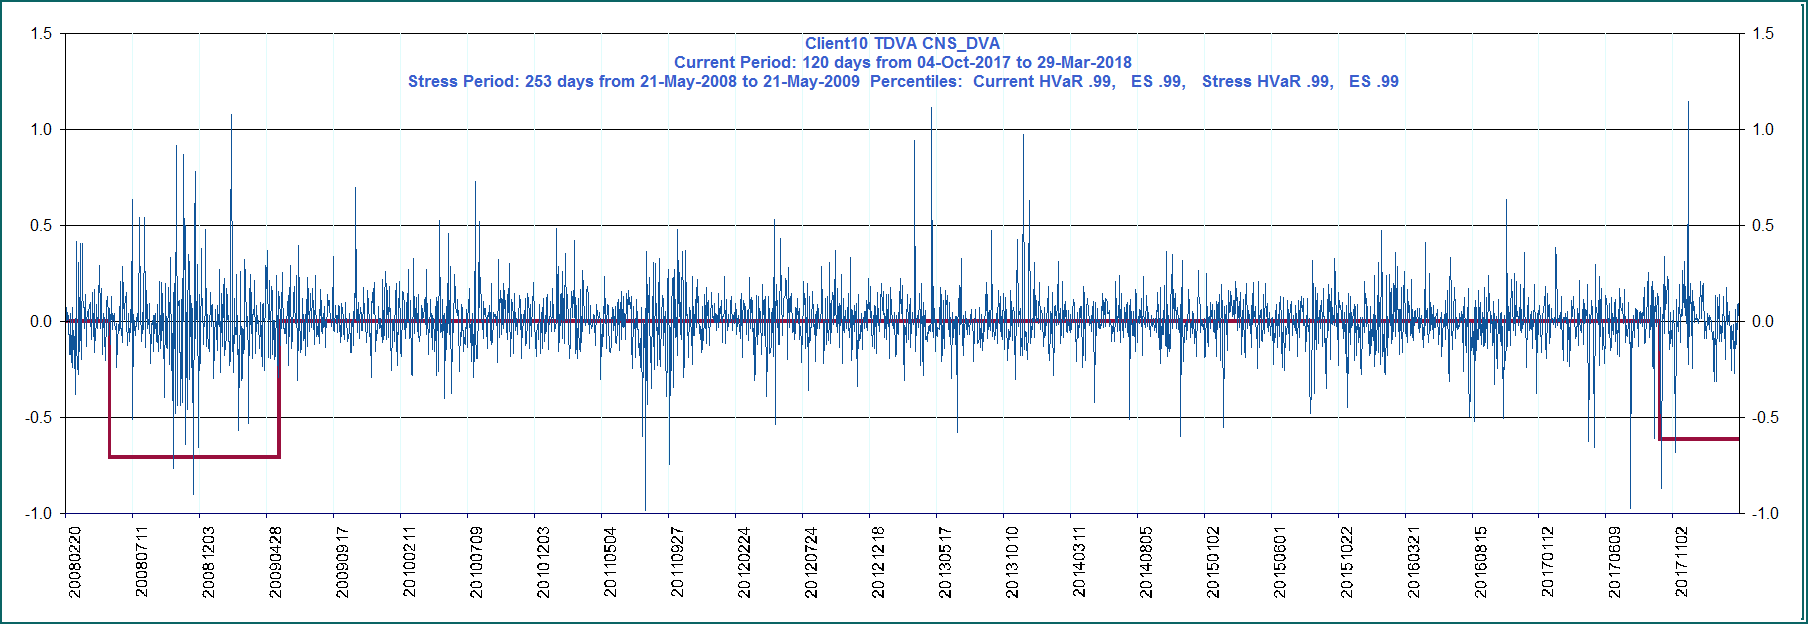 Client10 TDVA CNS_DVA
Current Period: 120 days from 04-Oct-2017 to 29-Mar-2018
Stress Period: 253 days from 21-May-2008 to 21-May-2009 Percentiles: Current HVaR .99, ES .99, Stress HVaR .99, ES .99
1.5 1.5
1.0 1.0
0.5 0.5
0.0 0.0
-0.5 -0.5
-1.0 -1.0
20080220 20080711 20081203 20090428 20090917 20100211 20100709 20101203 20110504 20110927 20120224 20120724 20121218 20130517 20131010 20140311 20140805 20150102 20150601 20151022 20160321 20160815 20170112 20170609 20171102